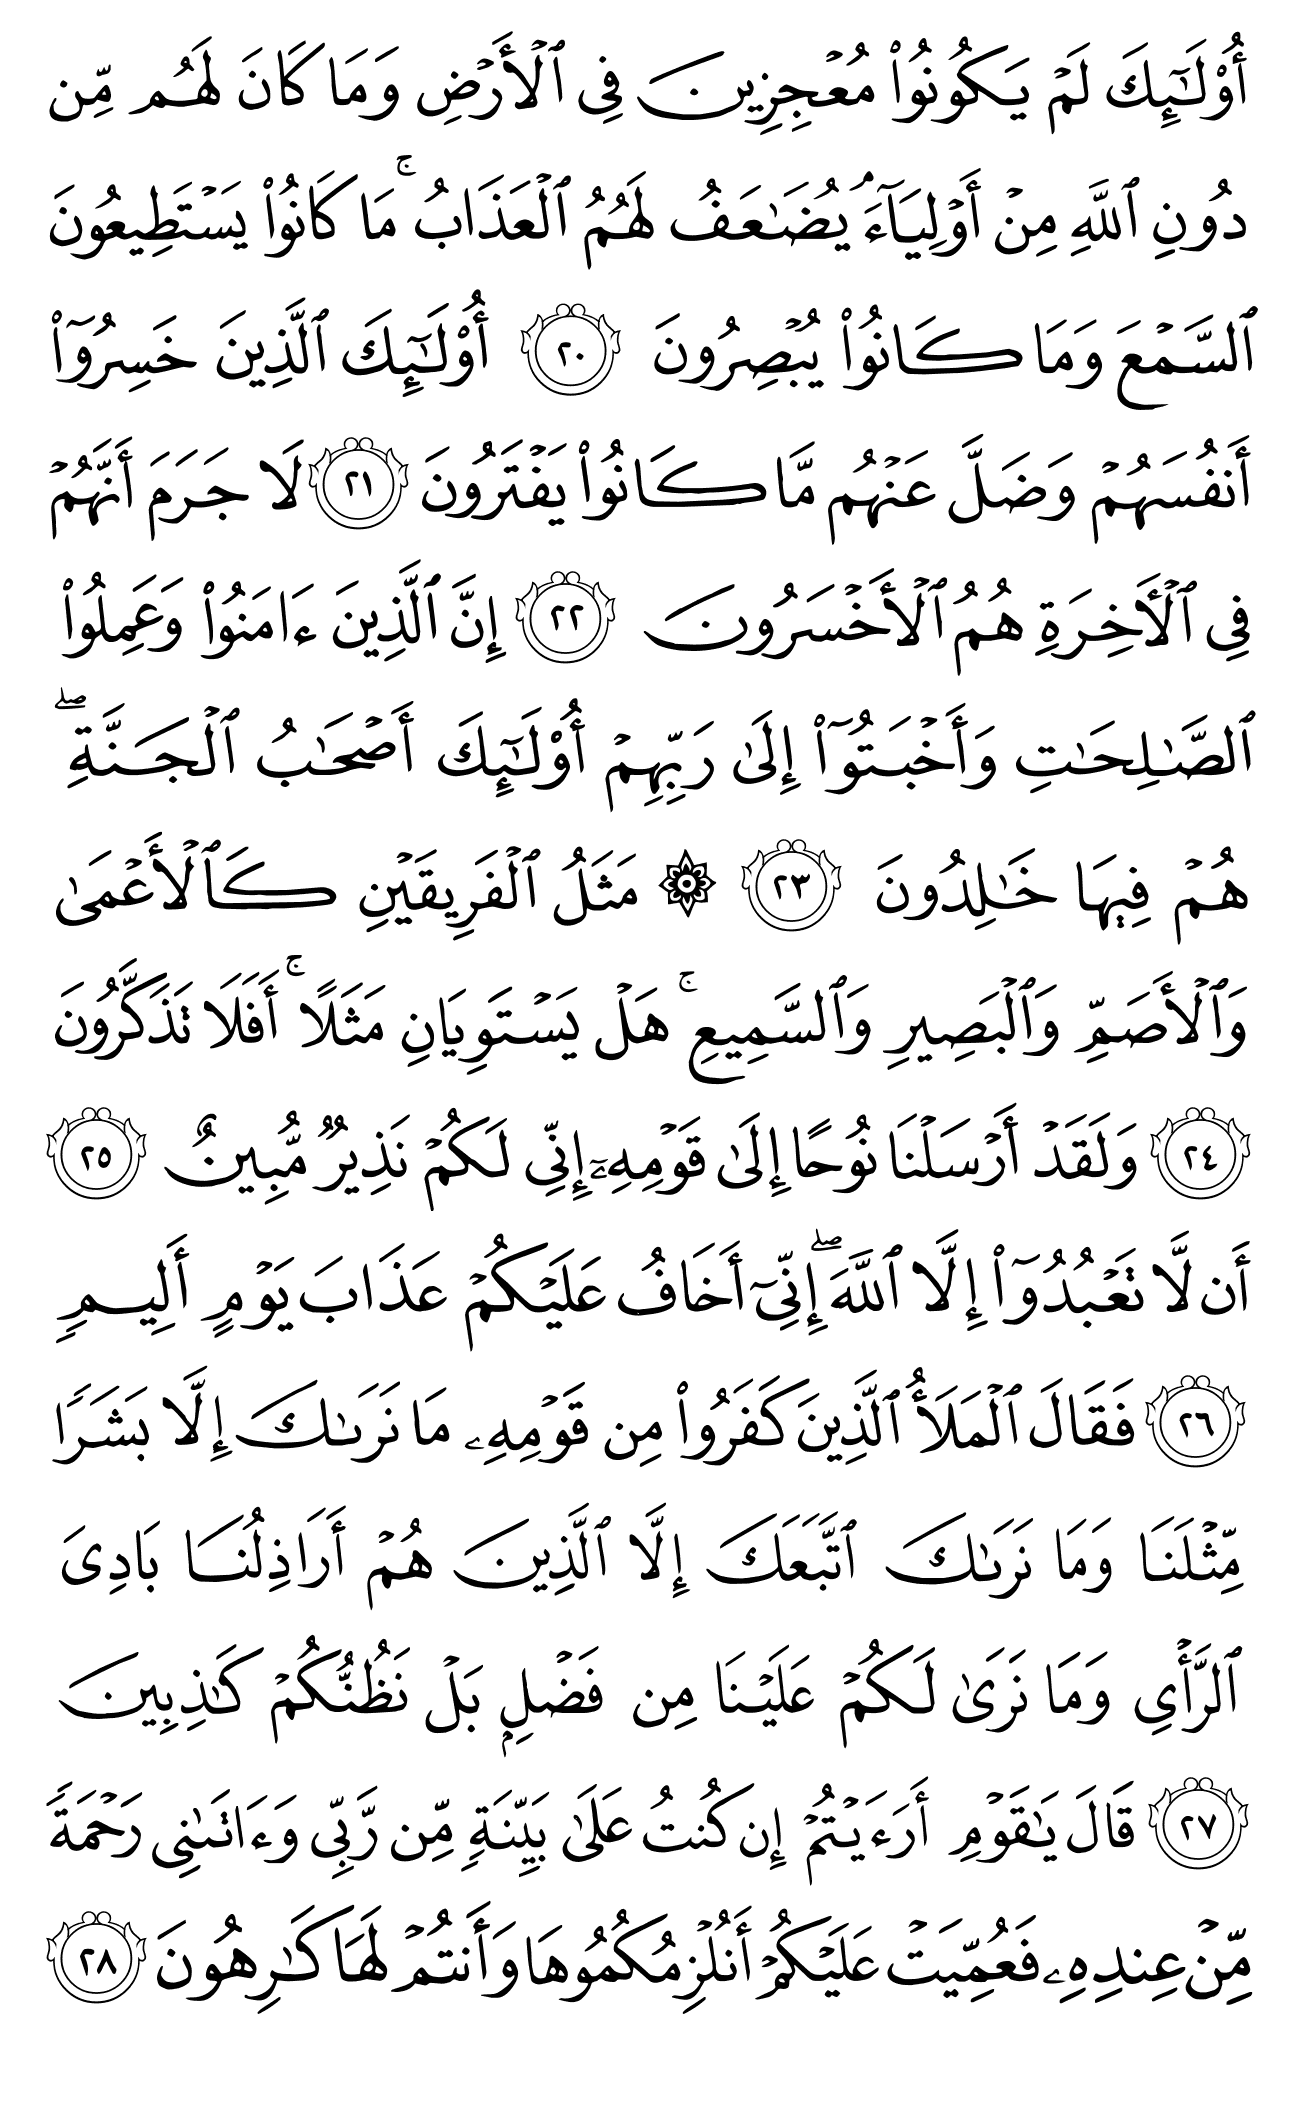 أُوْلَـٰٓئِكَ لَمۡ يَكُونُواْ مُعۡجِزِينَ فِي ٱلۡأَرۡضِ وَمَا كَانَ لَهُم مِّن
دُونِ ٱللَّهِ مِنۡ أَوۡلِيَآءَۘ يُضَٰعَفُ لَهُمُ ٱلۡعَذَابُۚ مَا كَانُواْ يَسۡتَطِيعُونَ
ٱلسَّمۡعَ وَمَا كَانُواْ يُبۡصِرُونَ ٢٠ أُوْلَـٰٓئِكَ ٱلَّذِينَ خَسِرُوٓاْ
أَنفُسَهُمۡ وَضَلَّ عَنۡهُم مَّا كَانُواْ يَفۡتَرُونَ ٢١ لَا جَرَمَ أَنَّهُمۡ
فِي ٱلۡأَخِرَةِ هُمُ ٱلۡأَخۡسَرُونَ ٢٢ إِنَّ ٱلَّذِينَ ءَامَنُواْ وَعَمِلُواْ
ٱلصَّٰلِحَٰتِ وَأَخۡبَتُوٓاْ إِلَىٰ رَبِّهِمۡ أُوْلَـٰٓئِكَ أَصۡحَٰبُ ٱلۡجَنَّةِۖ
هُمۡ فِيهَا خَٰلِدُونَ ٢٣ ۞ مَثَلُ ٱلۡفَرِيقَيۡنِ كَٱلۡأَعۡمَىٰ
وَٱلۡأَصَمِّ وَٱلۡبَصِيرِ وَٱلسَّمِيعِۚ هَلۡ يَسۡتَوِيَانِ مَثَلًاۚ أَفَلَا تَذَكَّرُونَ
٢٤ وَلَقَدۡ أَرۡسَلۡنَا نُوحًا إِلَىٰ قَوۡمِهِۦٓ إِنِّي لَكُمۡ نَذِيرٞ مُّبِينٌ ٢٥
أَن لَّا تَعۡبُدُوٓاْ إِلَّا ٱللَّهَۖ إِنِّيٓ أَخَافُ عَلَيۡكُمۡ عَذَابَ يَوۡمٍ أَلِيمٖ
٢٦ فَقَالَ ٱلۡمَلَأُ ٱلَّذِينَ كَفَرُواْ مِن قَوۡمِهِۦ مَا نَرَىٰكَ إِلَّا بَشَرٗا
مِّثۡلَنَا وَمَا نَرَىٰكَ ٱتَّبَعَكَ إِلَّا ٱلَّذِينَ هُمۡ أَرَاذِلُنَا بَادِيَ
ٱلرَّأۡيِ وَمَا نَرَىٰ لَكُمۡ عَلَيۡنَا مِن فَضۡلِۭ بَلۡ نَظُنُّكُمۡ كَٰذِبِينَ
٢٧ قَالَ يَٰقَوۡمِ أَرَءَيۡتُمۡ إِن كُنتُ عَلَىٰ بَيِّنَةٖ مِّن رَّبِّي وَءَاتَىٰنِي رَحۡمَةٗ
مِّنۡ عِندِهِۦ فَعُمِّيَتۡ عَلَيۡكُمۡ أَنُلۡزِمُكُمُوهَا وَأَنتُمۡ لَهَا كَٰرِهُونَ ٢٨